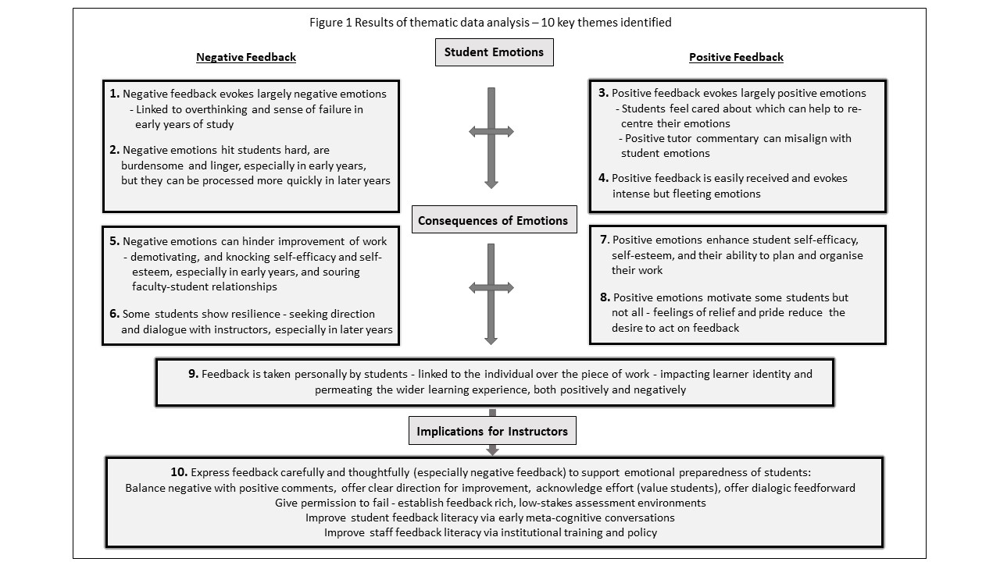 Figure 1 Results of thematic data analysis – 10 key themes identified
Student Emotions
Negative Feedback
Positive Feedback
1. Negative feedback evokes largely negative emotions
- Linked to overthinking and sense of failure in
early years of study
2. Negative emotions hit students hard, are
burdensome and linger, especially in early years,
but they can be processed more quickly in later years
3. Positive feedback evokes largely positive emotions
- Students feel cared about which can help to re-
centre their emotions
- Positive tutor commentary can misalign with
student emotions
4. Positive feedback is easily received and evokes
intense but fleeting emotions
Consequences of Emotions
5. Negative emotions can hinder improvement of work
- demotivating, and knocking self-efficacy and self-
esteem, especially in early years, and souring
faculty-student relationships
6. Some students show resilience - seeking direction
and dialogue with instructors, especially in later years
7. Positive emotions enhance student self-efficacy,
self-esteem, and their ability to plan and organise
their work
8. Positive emotions motivate some students but
not all - feelings of relief and pride reduce the
desire to act on feedback
9. Feedback is taken personally by students - linked to the individual over the piece of work - impacting learner identity and
permeating the wider learning experience, both positively and negatively
Implications for Instructors
10. Express feedback carefully and thoughtfully (especially negative feedback) to support emotional preparedness of students:
Balance negative with positive comments, offer clear direction for improvement, acknowledge effort (value students), offer dialogic feedforward
Give permission to fail - establish feedback rich, low-stakes assessment environments
Improve student feedback literacy via early meta-cognitive conversations
Improve staff feedback literacy via institutional training and policy